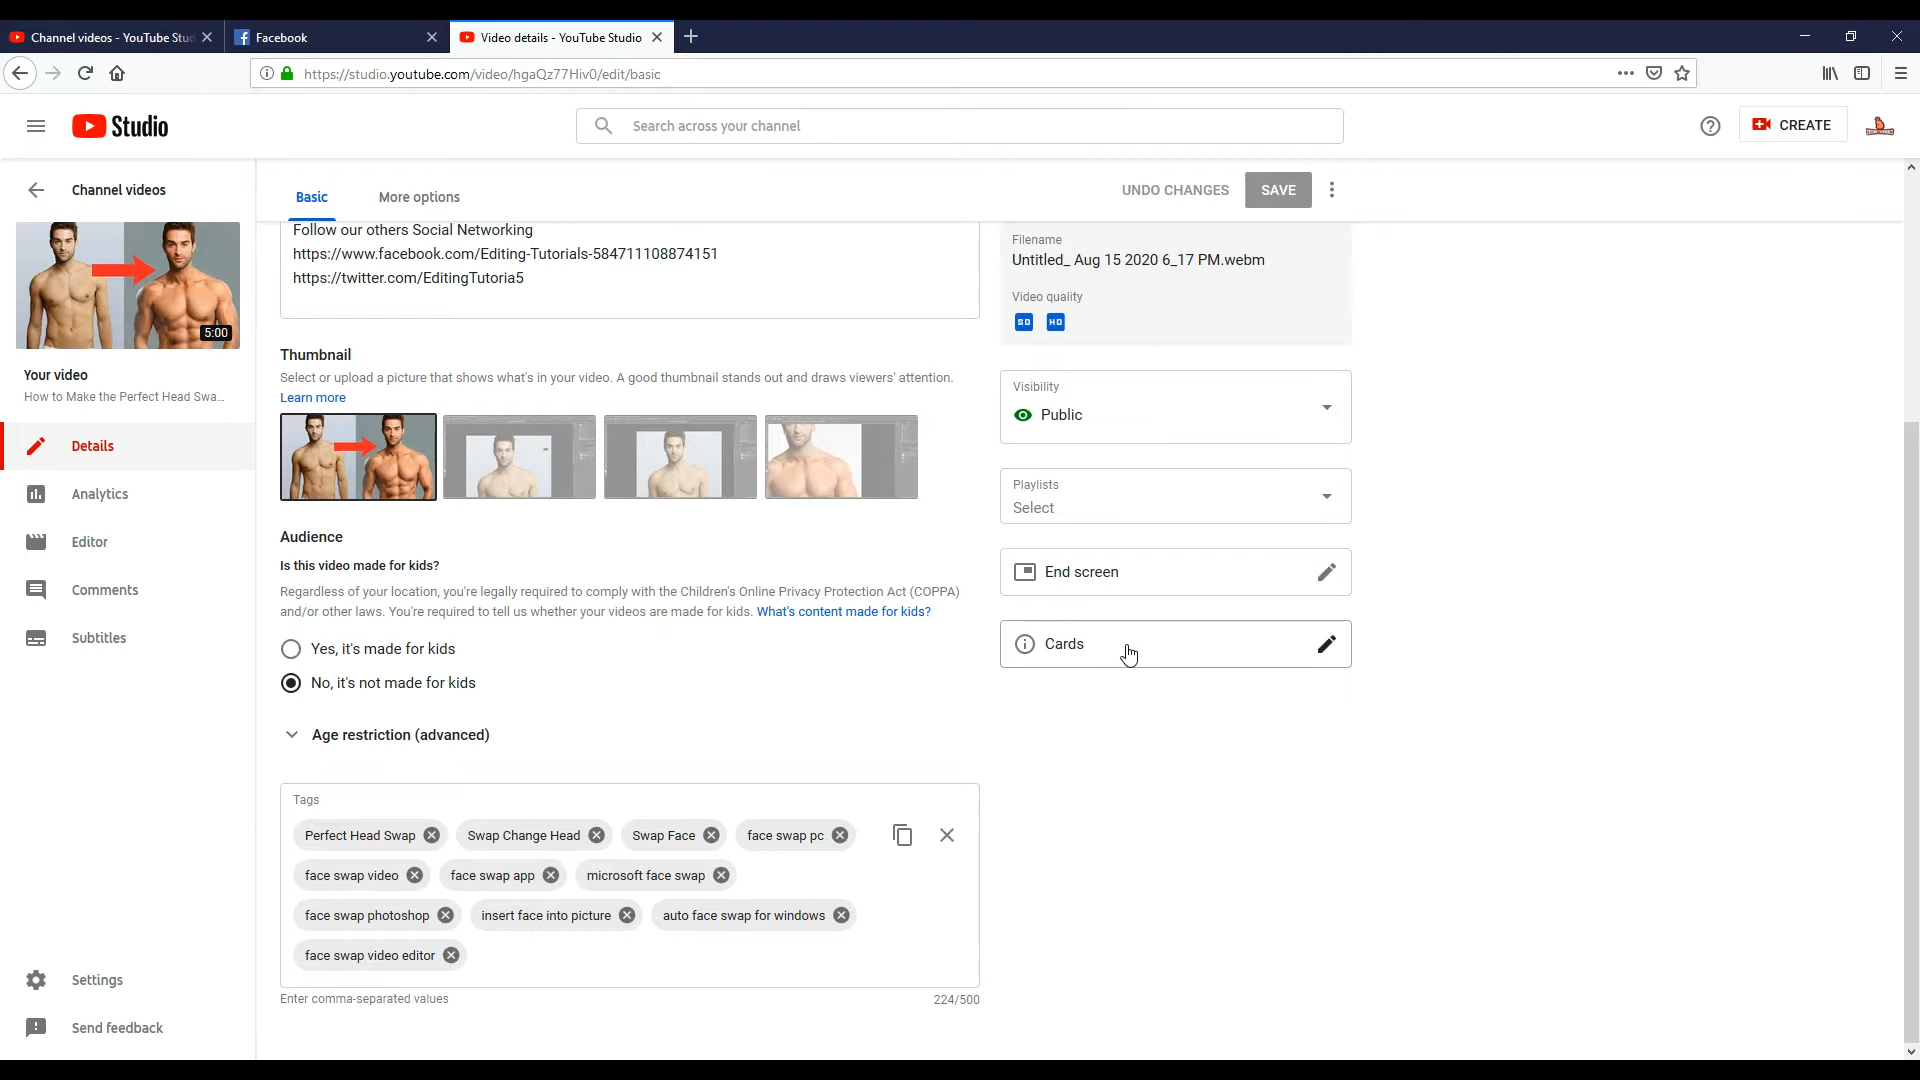 Channel videos - YouTube Stu
Facebook
Video details - YouTube Studio
https://studio.youtube.com/video/hgaQz77Hiv0/edit/basic
Studio
Search across your channel
CREATE
Channel videos
Basic
More options
UNDO CHANGES
SAVE
5:00
Your video
How to Make the Perfect Head Swa...
Details
Analytics
Editor
Comments
Subtitles
Settings
Send feedback
Follow our others Social Networking
https://www.facebook.com/Editing-Tutorials-584711108874151
https://twitter.com/EditingTutoria5
Thumbnail
Select or upload a picture that shows what's in your video. A good thumbnail stands out and draws viewers' attention.
Learn more
Audience
Is this video made for kids?
Regardless of your location, you're legally required to comply with the Children's Online Privacy Protection Act (COPPA)
and/or other laws. You're required to tell us whether your videos are made for kids. What's content made for kids?
Yes, it's made for kids
No, it's not made for kids
Age restriction (advanced)
Tags
Perfect Head Swap
Swap Change Head
Swap Face
face swap pc
face swap video
face swap app
microsoft face swap
face swap photoshop
insert face into picture
auto face swap for windows
face swap video editor
Enter comma-separated values
224/500
Filename
Untitled_ Aug 15 2020 6_17 PM.webm
Video quality
SD
HD
Visibility
Public
Playlists
Select
End screen
Cards